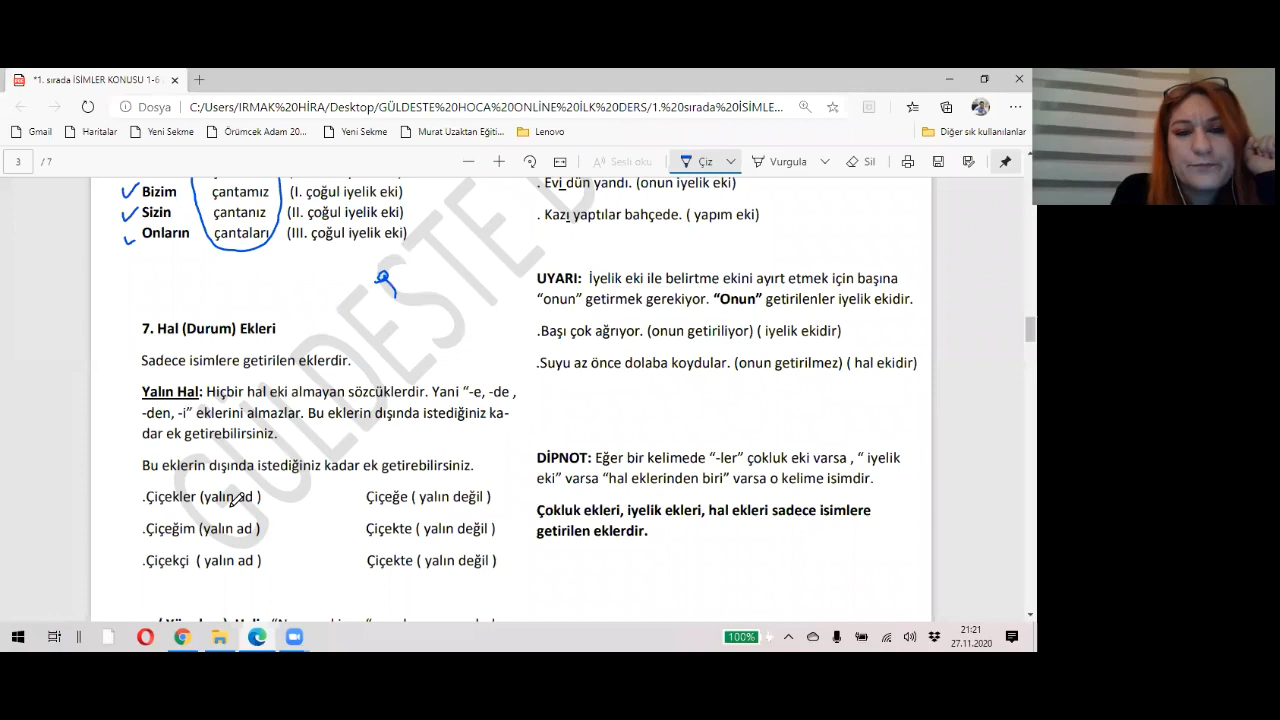 *1. sırada İSİMLER KONUSU 1-6
Dosya
C:/Users/IRMAK%20HİRA/Desktop/GÜLDESTE%20HOCA%20ONLİNE%20İLK%20DERS/1.%20sırada%20İSİMLE...
Gmail
Haritalar
Yeni Sekme
Örümcek Adam 20...
Yeni Sekme
Murat Uzaktan Eğiti...
Lenovo
Diğer sık kullanılanlar
3 / 7
Sesli oku
Çiz
Vurgula
Sil
Bizim çantamız (I. çoğul iyelik eki)
Sizin çantanız (II. çoğul iyelik eki)
Onların çantaları (III. çoğul iyelik eki)
7. Hal (Durum) Ekleri
Sadece isimlere getirilen eklerdir.
Yalın Hal: Hiçbir hal eki almayan sözcüklerdir. Yani “-e, -de ,
-den, -i” eklerini almazlar. Bu eklerin dışında istediğiniz ka-
dar ek getirebilirsiniz.
Bu eklerin dışında istediğiniz kadar ek getirebilirsiniz.
.Çiçekler (yalın ad ) Çiçeğe ( yalın değil )
.Çiçeğim (yalın ad ) Çiçekte ( yalın değil )
.Çiçekçi ( yalın ad ) Çiçekte ( yalın değil )
. Evi dün yandı. (onun iyelik eki)
. Kazı yaptılar bahçede. ( yapım eki)
UYARI: İyelik eki ile belirtme ekini ayırt etmek için başına
“onun” getirmek gerekiyor. “Onun” getirilenler iyelik ekidir.
.Başı çok ağrıyor. (onun getiriliyor) ( iyelik ekidir)
.Suyu az önce dolaba koydular. (onun getirilmez) ( hal ekidir)
DİPNOT: Eğer bir kelimede “-ler” çokluk eki varsa , “ iyelik
eki” varsa “hal eklerinden biri” varsa o kelime isimdir.
Çokluk ekleri, iyelik ekleri, hal ekleri sadece isimlere
getirilen eklerdir.
GÜLDESTE
100%
21:21
27.11.2020